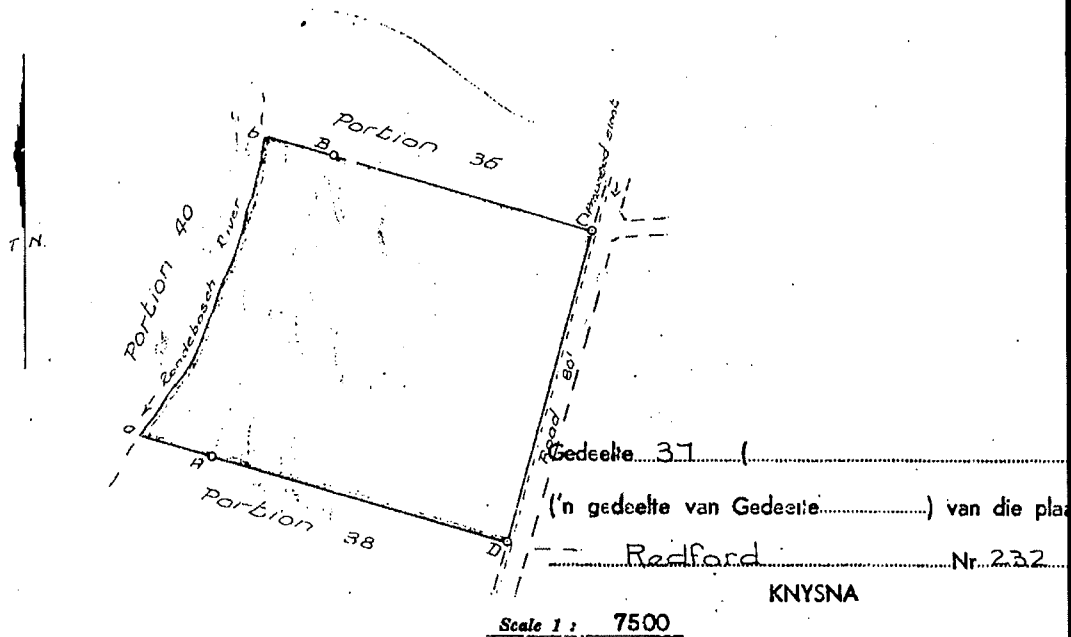 Portion 36
b
B
C
T N.
Portion 40
Rondebosch River
Road 80'
a
A
Portion 38
D
Gedeelte 37 (
('n gedeelte van Gedeelte ) van die plaa
Redford Nr 232
KNYSNA
Scale 1 : 7500